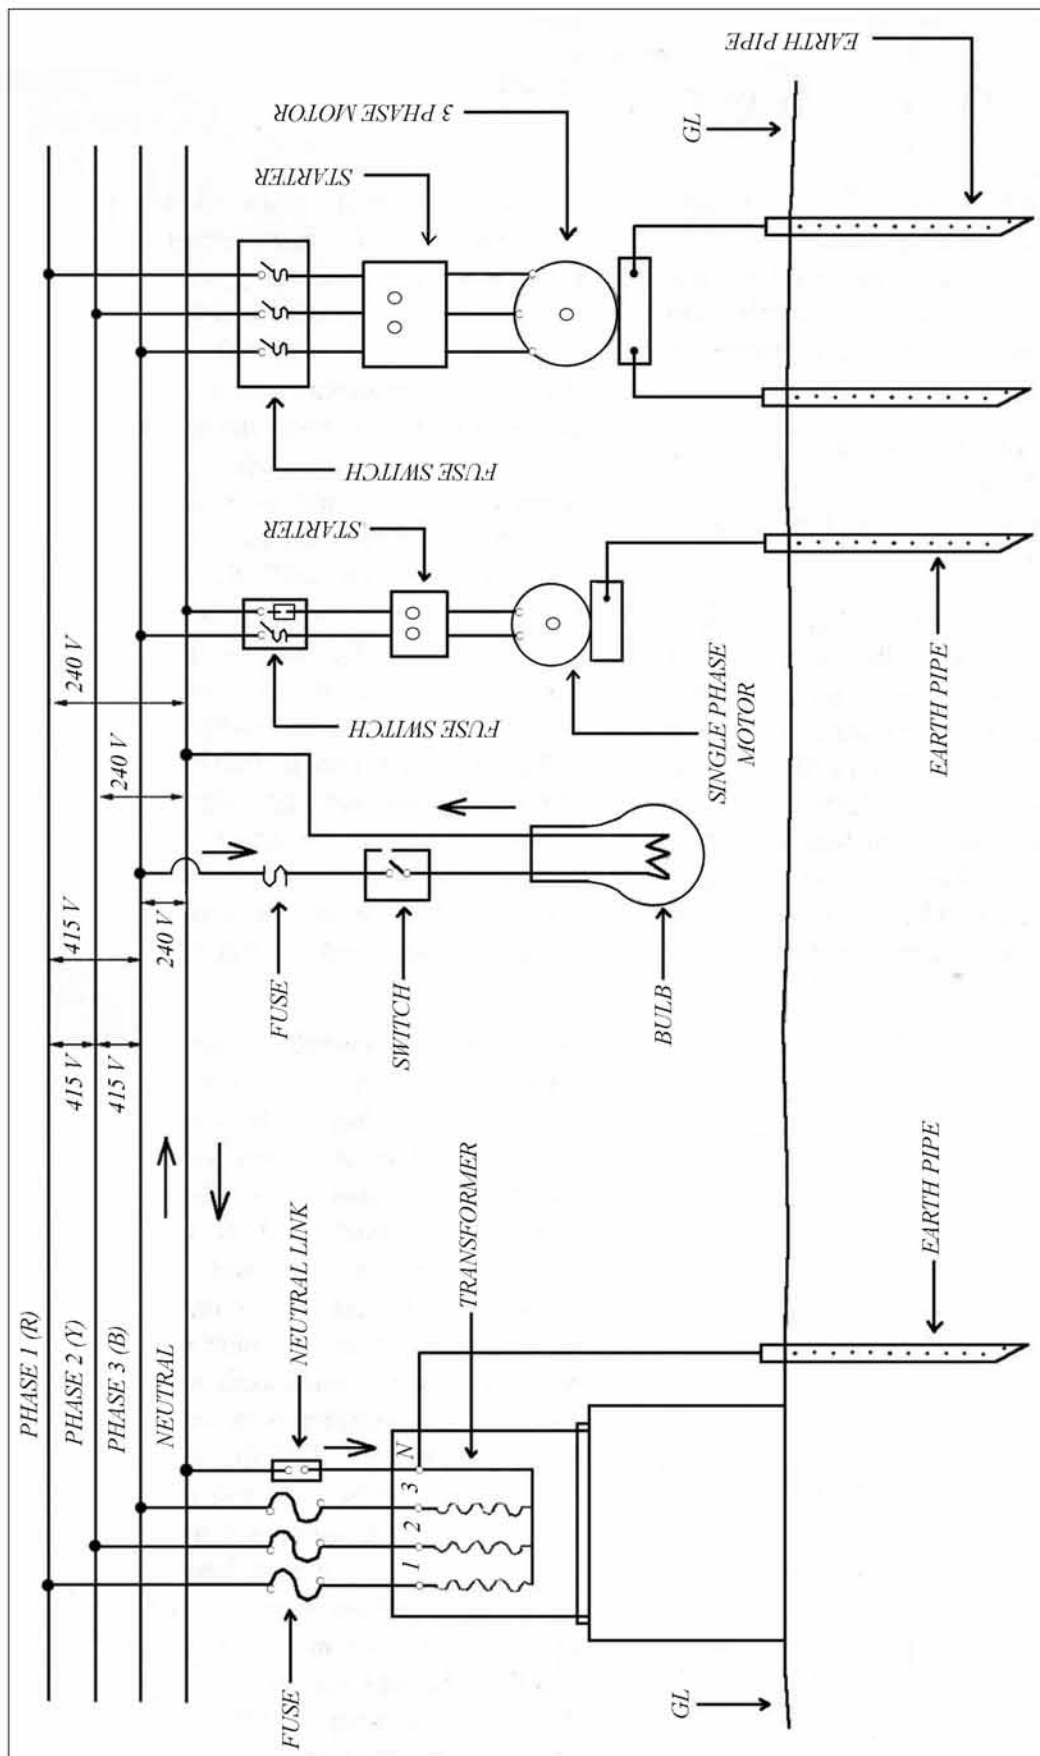 PHASE 1 (R)
PHASE 2 (Y)
PHASE 3 (B)
NEUTRAL
415 V
415 V
415 V
240 V
240 V
240 V
FUSE
NEUTRAL LINK
1 2 3 N
TRANSFORMER
GL
EARTH PIPE
FUSE
SWITCH
BULB
FUSE SWITCH
STARTER
SINGLE PHASE
MOTOR
EARTH PIPE
FUSE SWITCH
STARTER
3 PHASE MOTOR
GL
EARTH PIPE